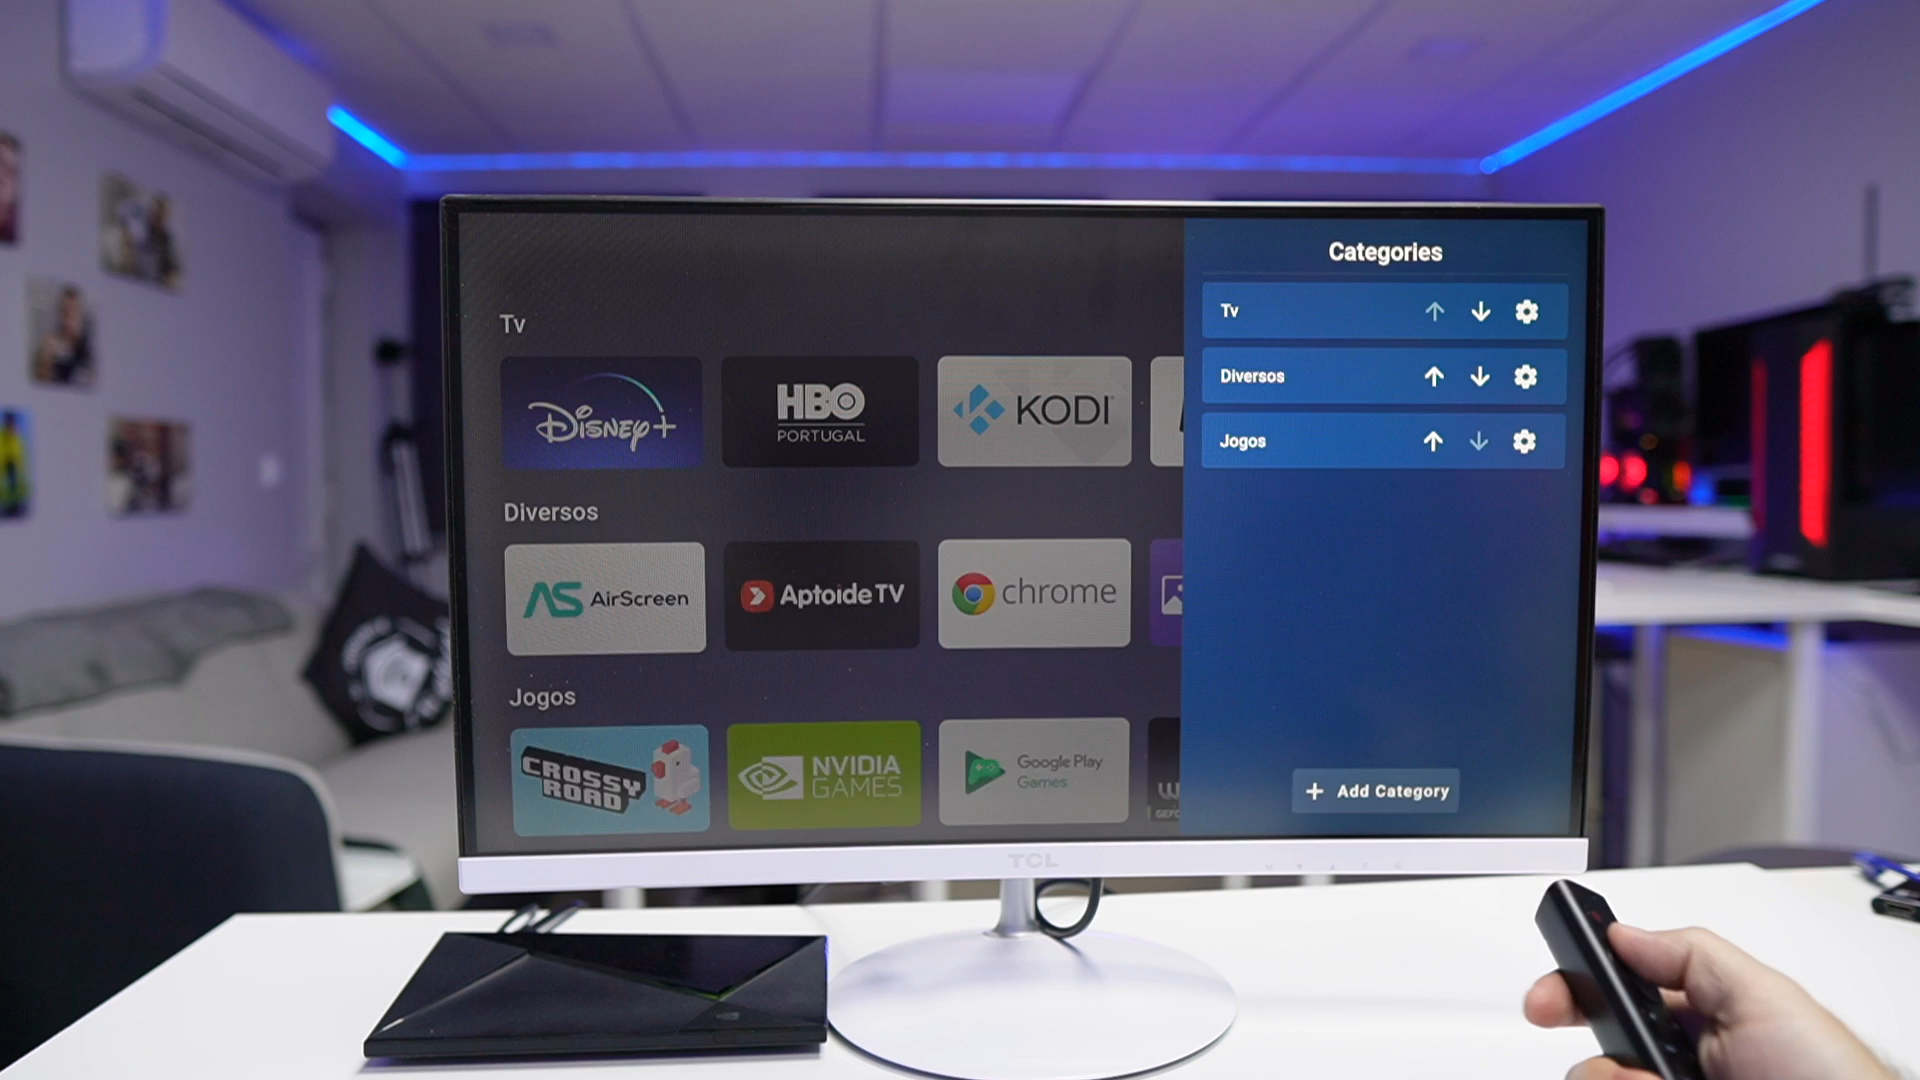 Categories
Tv
Diversos
Jogos
+ Add Category
Tv
Disney+
HBO
PORTUGAL
KODI
Diversos
AS AirScreen
Aptoide TV
chrome
Jogos
CROSSY
ROAD
NVIDIA
GAMES
Google Play
Games
TCL